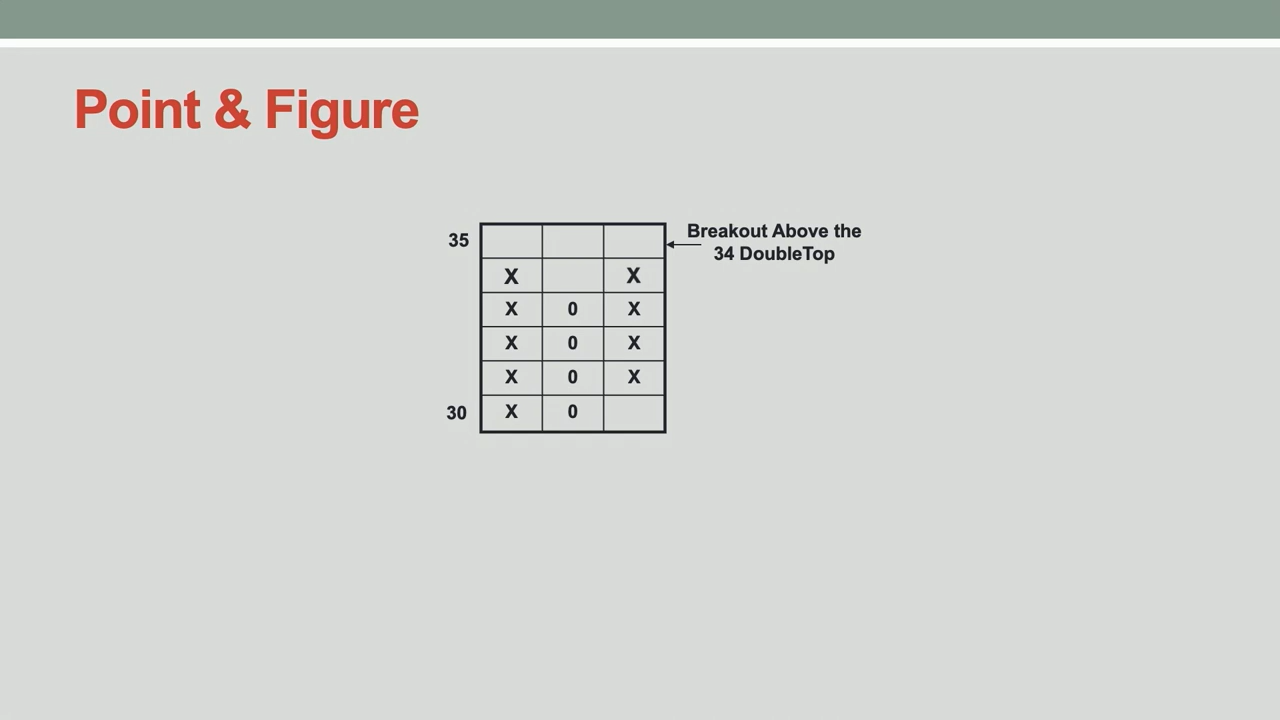 Point & Figure
Breakout Above the
34 DoubleTop
35
X X
X 0 X
X 0 X
X 0 X
30 X 0